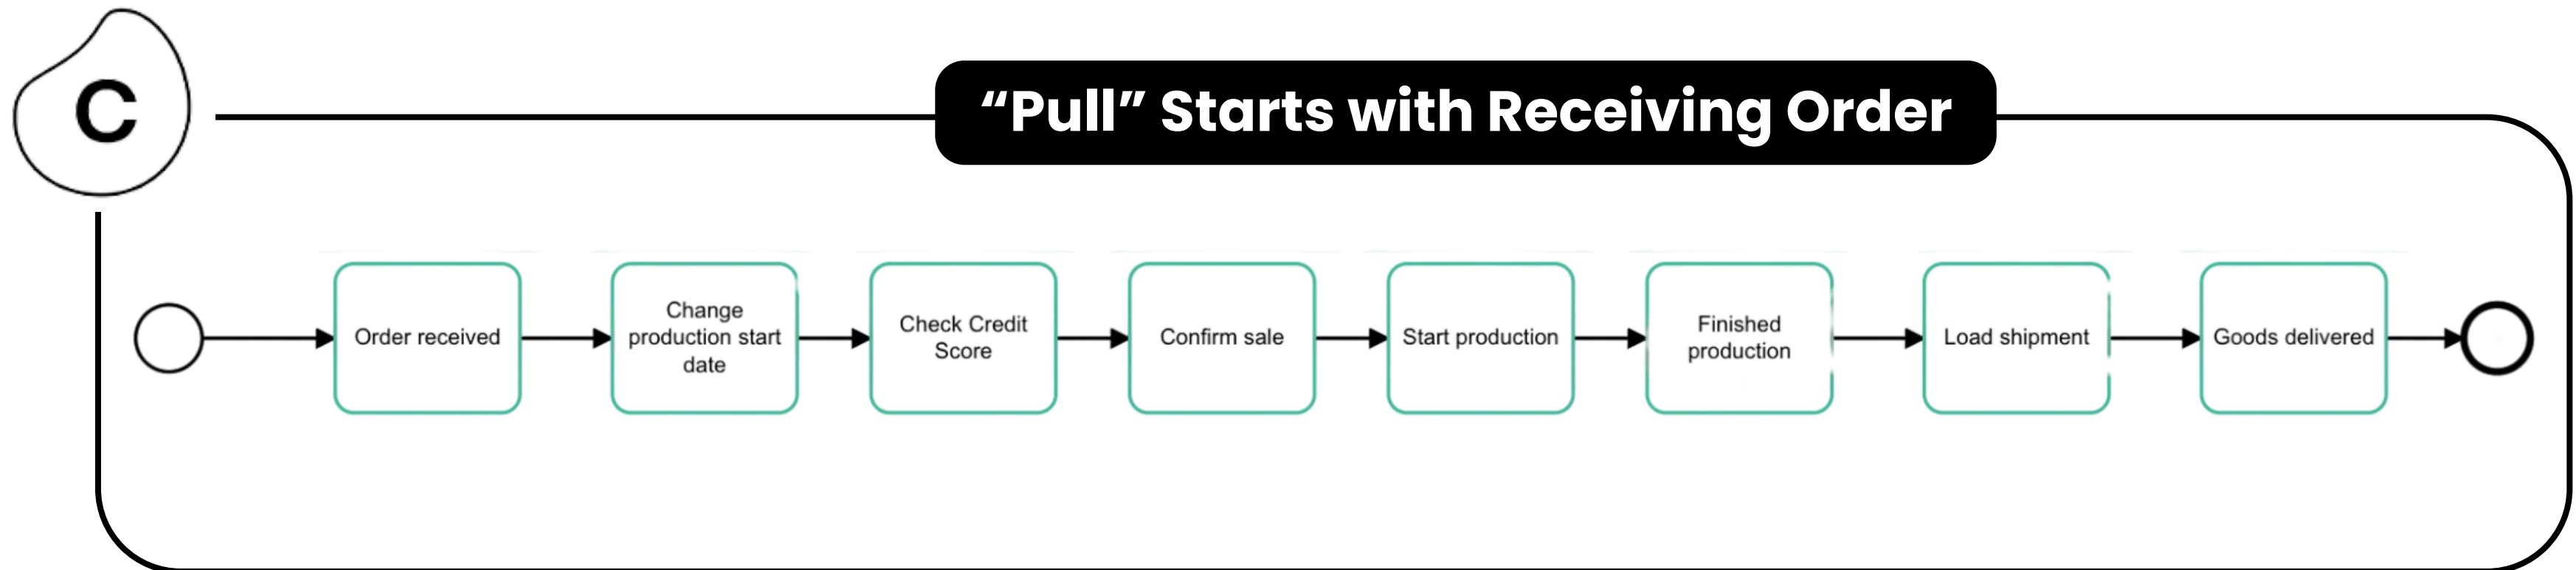 C
“Pull” Starts with Receiving Order
Order received
Change
production start
date
Check Credit
Score
Confirm sale
Start production
Finished
production
Load shipment
Goods delivered